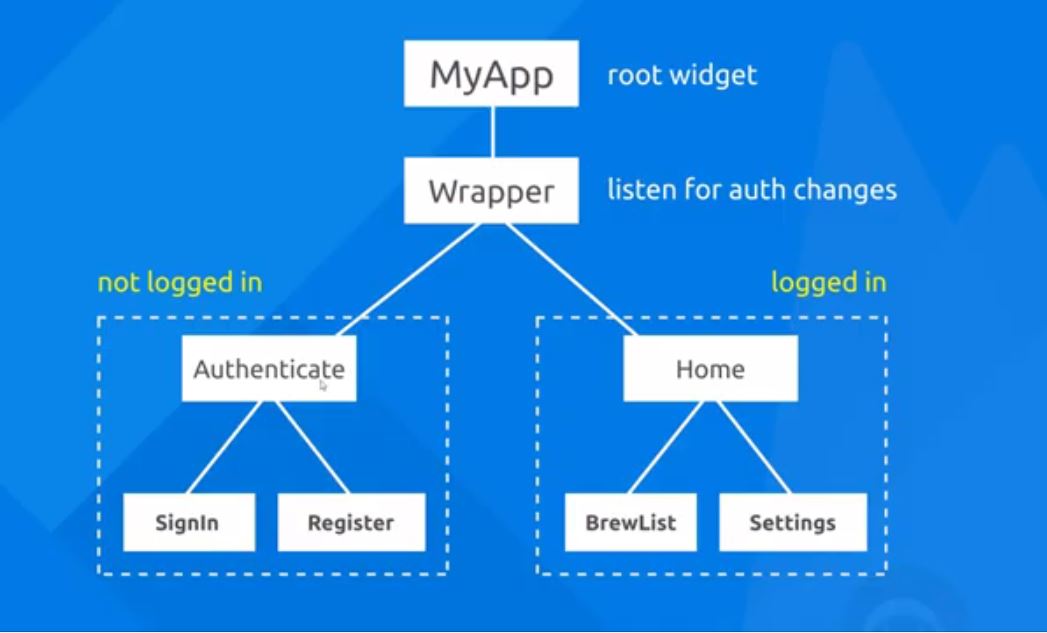 MyApp
root widget
Wrapper
listen for auth changes
not logged in
logged in
Authenticate
Home
SignIn
Register
BrewList
Settings